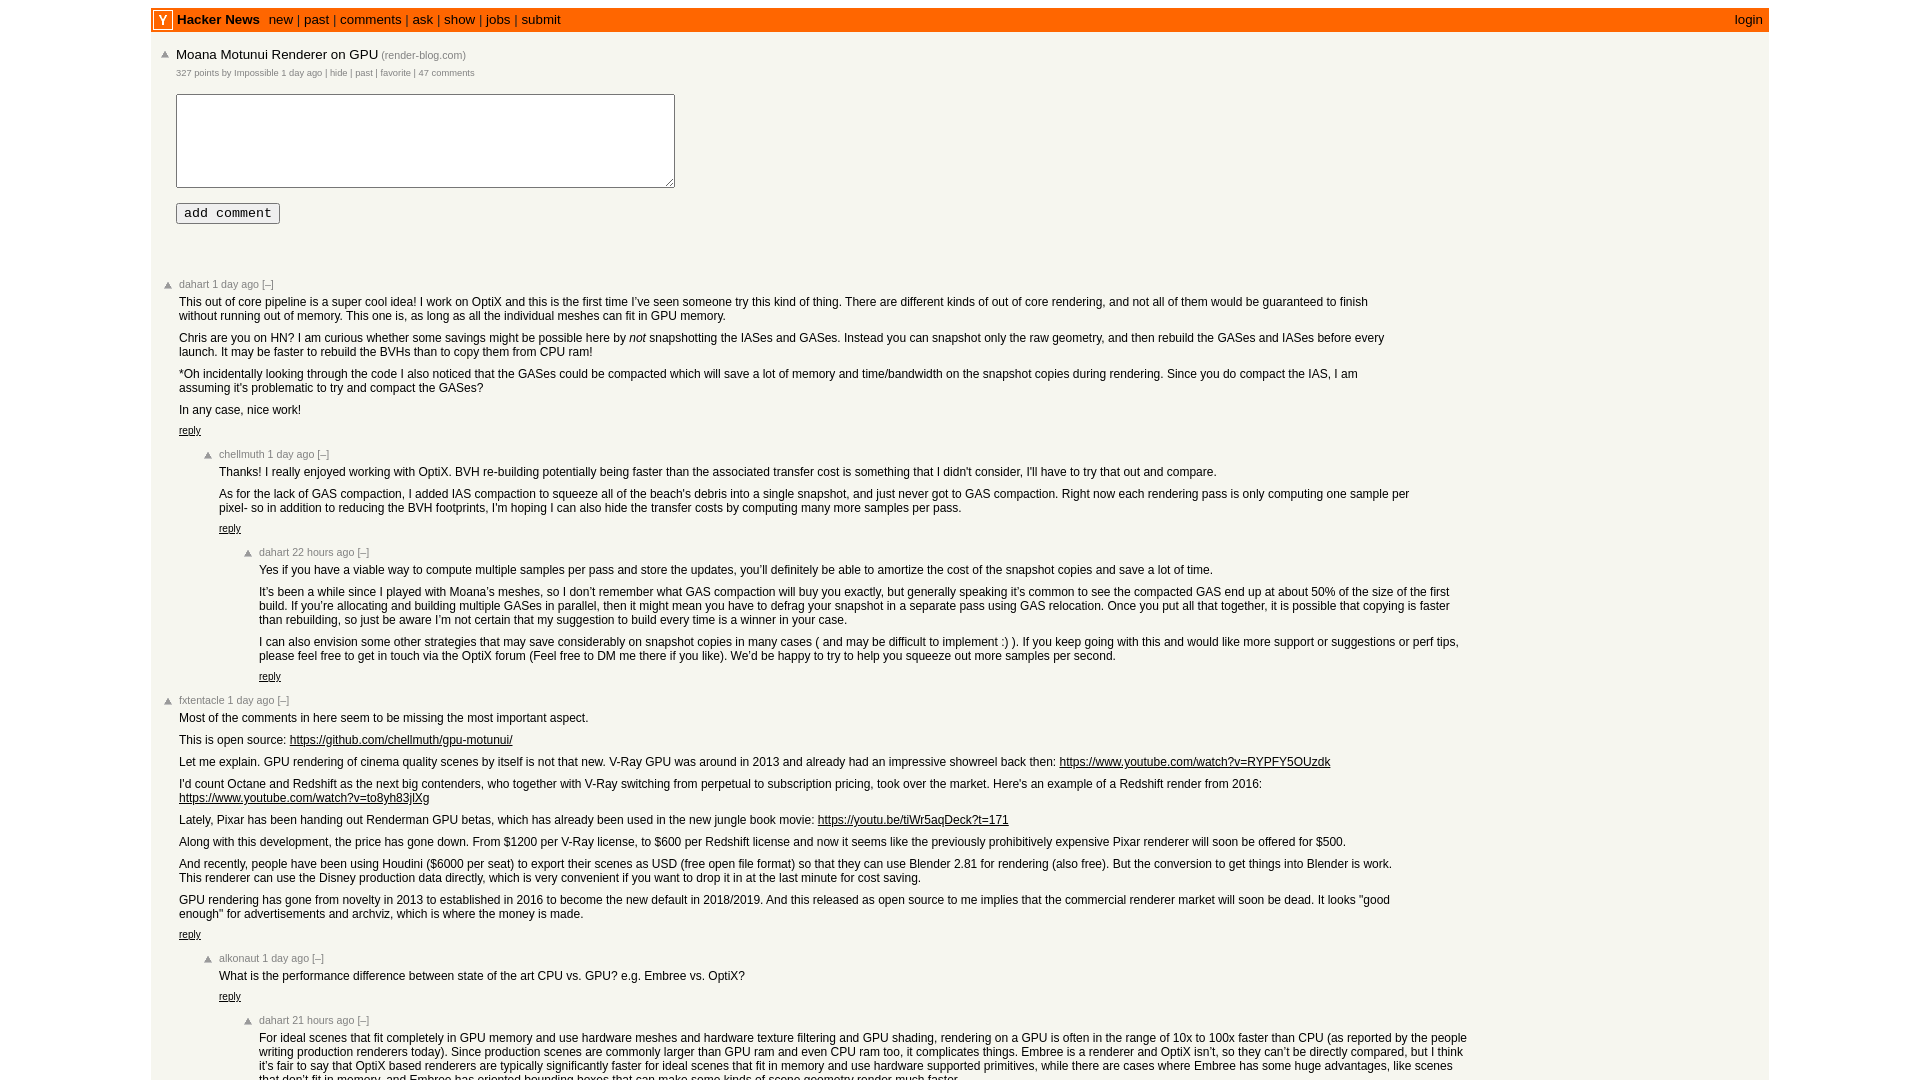 Y Hacker News new | past | comments | ask | show | jobs | submit login
Moana Motunui Renderer on GPU (render-blog.com)
327 points by Impossible 1 day ago | hide | past | favorite | 47 comments
add comment
dahart 1 day ago [–]
This out of core pipeline is a super cool idea! I work on OptiX and this is the first time I’ve seen someone try this kind of thing. There are different kinds of out of core rendering, and not all of them would be guaranteed to finish
without running out of memory. This one is, as long as all the individual meshes can fit in GPU memory.
Chris are you on HN? I am curious whether some savings might be possible here by not snapshotting the IASes and GASes. Instead you can snapshot only the raw geometry, and then rebuild the GASes and IASes before every
launch. It may be faster to rebuild the BVHs than to copy them from CPU ram!
*Oh incidentally looking through the code I also noticed that the GASes could be compacted which will save a lot of memory and time/bandwidth on the snapshot copies during rendering. Since you do compact the IAS, I am
assuming it's problematic to try and compact the GASes?
In any case, nice work!
reply
chellmuth 1 day ago [–]
Thanks! I really enjoyed working with OptiX. BVH re-building potentially being faster than the associated transfer cost is something that I didn't consider, I'll have to try that out and compare.
As for the lack of GAS compaction, I added IAS compaction to squeeze all of the beach's debris into a single snapshot, and just never got to GAS compaction. Right now each rendering pass is only computing one sample per
pixel- so in addition to reducing the BVH footprints, I'm hoping I can also hide the transfer costs by computing many more samples per pass.
reply
dahart 22 hours ago [–]
Yes if you have a viable way to compute multiple samples per pass and store the updates, you’ll definitely be able to amortize the cost of the snapshot copies and save a lot of time.
It’s been a while since I played with Moana’s meshes, so I don’t remember what GAS compaction will buy you exactly, but generally speaking it’s common to see the compacted GAS end up at about 50% of the size of the first
build. If you’re allocating and building multiple GASes in parallel, then it might mean you have to defrag your snapshot in a separate pass using GAS relocation. Once you put all that together, it is possible that copying is faster
than rebuilding, so just be aware I’m not certain that my suggestion to build every time is a winner in your case.
I can also envision some other strategies that may save considerably on snapshot copies in many cases ( and may be difficult to implement :) ). If you keep going with this and would like more support or suggestions or perf tips,
please feel free to get in touch via the OptiX forum (Feel free to DM me there if you like). We’d be happy to try to help you squeeze out more samples per second.
reply
fxtentacle 1 day ago [–]
Most of the comments in here seem to be missing the most important aspect.
This is open source: https://github.com/chellmuth/gpu-motunui/
Let me explain. GPU rendering of cinema quality scenes by itself is not that new. V-Ray GPU was around in 2013 and already had an impressive showreel back then: https://www.youtube.com/watch?v=RYPFY5OUzdk
I'd count Octane and Redshift as the next big contenders, who together with V-Ray switching from perpetual to subscription pricing, took over the market. Here's an example of a Redshift render from 2016:
https://www.youtube.com/watch?v=to8yh83jlXg
Lately, Pixar has been handing out Renderman GPU betas, which has already been used in the new jungle book movie: https://youtu.be/tiWr5aqDeck?t=171
Along with this development, the price has gone down. From $1200 per V-Ray license, to $600 per Redshift license and now it seems like the previously prohibitively expensive Pixar renderer will soon be offered for $500.
And recently, people have been using Houdini ($6000 per seat) to export their scenes as USD (free open file format) so that they can use Blender 2.81 for rendering (also free). But the conversion to get things into Blender is work.
This renderer can use the Disney production data directly, which is very convenient if you want to drop it in at the last minute for cost saving.
GPU rendering has gone from novelty in 2013 to established in 2016 to become the new default in 2018/2019. And this released as open source to me implies that the commercial renderer market will soon be dead. It looks "good
enough" for advertisements and archviz, which is where the money is made.
reply
alkonaut 1 day ago [–]
What is the performance difference between state of the art CPU vs. GPU? e.g. Embree vs. OptiX?
reply
dahart 21 hours ago [–]
For ideal scenes that fit completely in GPU memory and use hardware meshes and hardware texture filtering and GPU shading, rendering on a GPU is often in the range of 10x to 100x faster than CPU (as reported by the people
writing production renderers today). Since production scenes are commonly larger than GPU ram and even CPU ram too, it complicates things. Embree is a renderer and OptiX isn’t, so they can’t be directly compared, but I think
it’s fair to say that OptiX based renderers are typically significantly faster for ideal scenes that fit in memory and use hardware supported primitives, while there are cases where Embree has some huge advantages, like scenes
that don’t fit in memory, and Embree has oriented bounding boxes that can make some kinds of scene geometry render much faster.